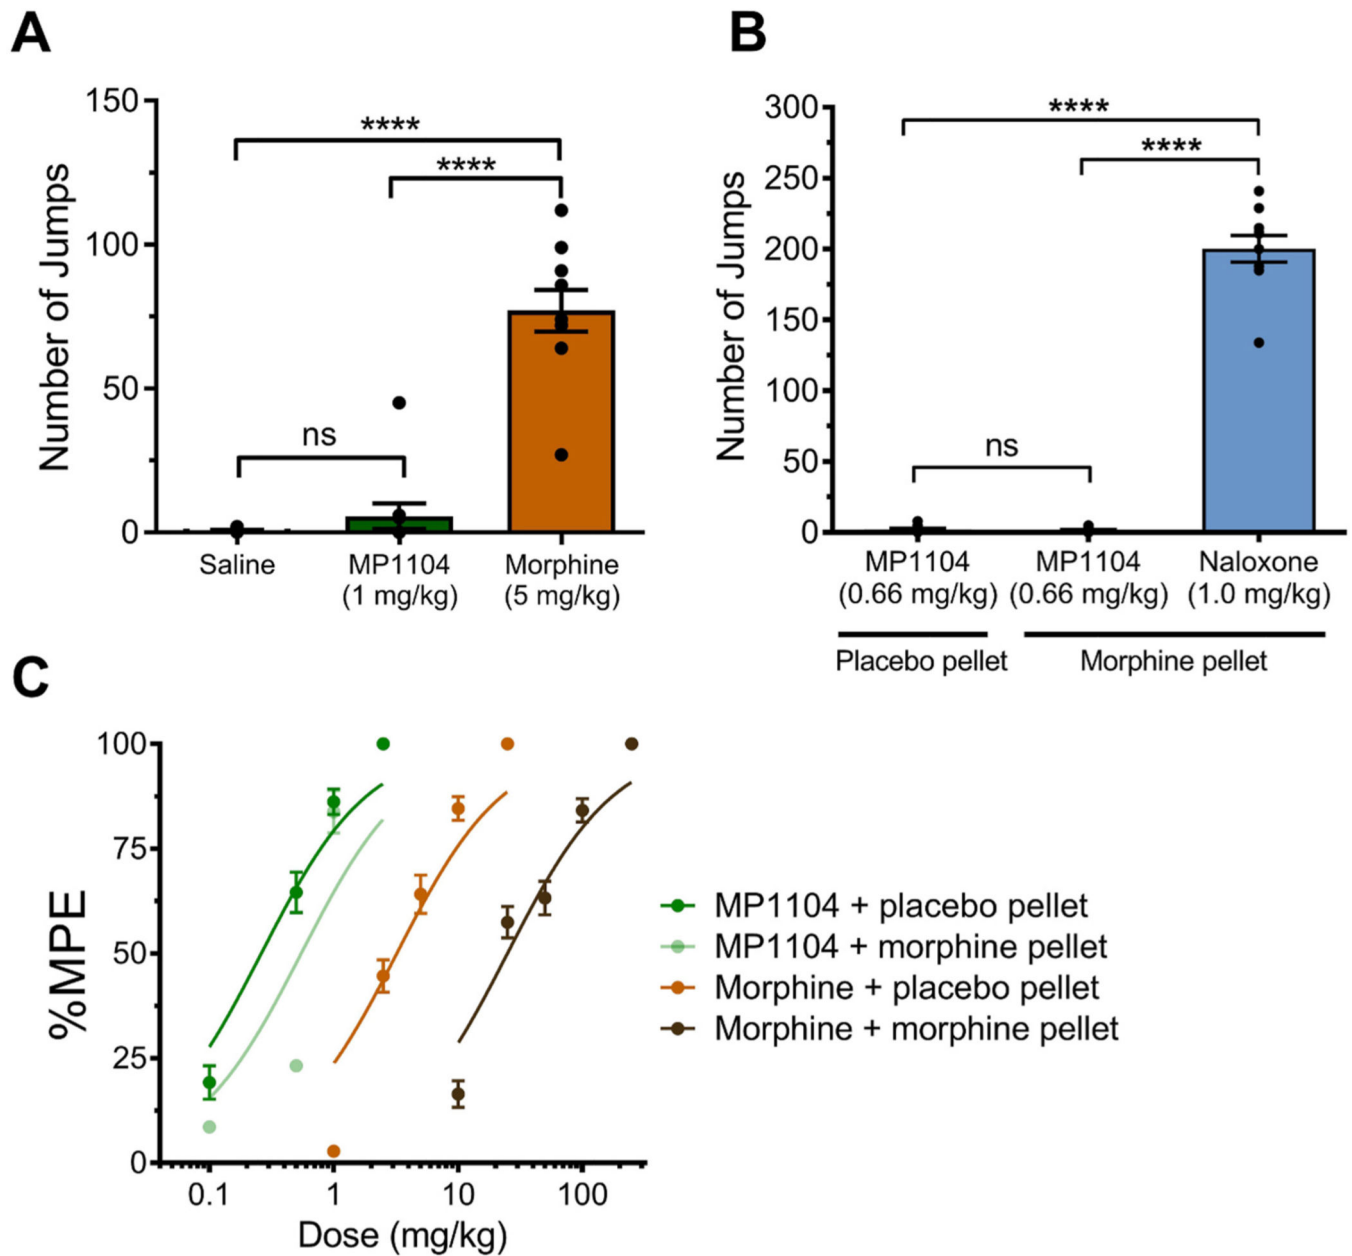 A
Number of Jumps
150
100
50
0
****
****
ns
Saline
MP1104
(1 mg/kg)
Morphine
(5 mg/kg)
B
Number of Jumps
300
250
200
150
100
50
0
****
****
ns
MP1104
(0.66 mg/kg)
MP1104
(0.66 mg/kg)
Naloxone
(1.0 mg/kg)
Placebo pellet
Morphine pellet
C
%MPE
100
75
50
25
0
0.1
1
10
100
Dose (mg/kg)
MP1104 + placebo pellet
MP1104 + morphine pellet
Morphine + placebo pellet
Morphine + morphine pellet